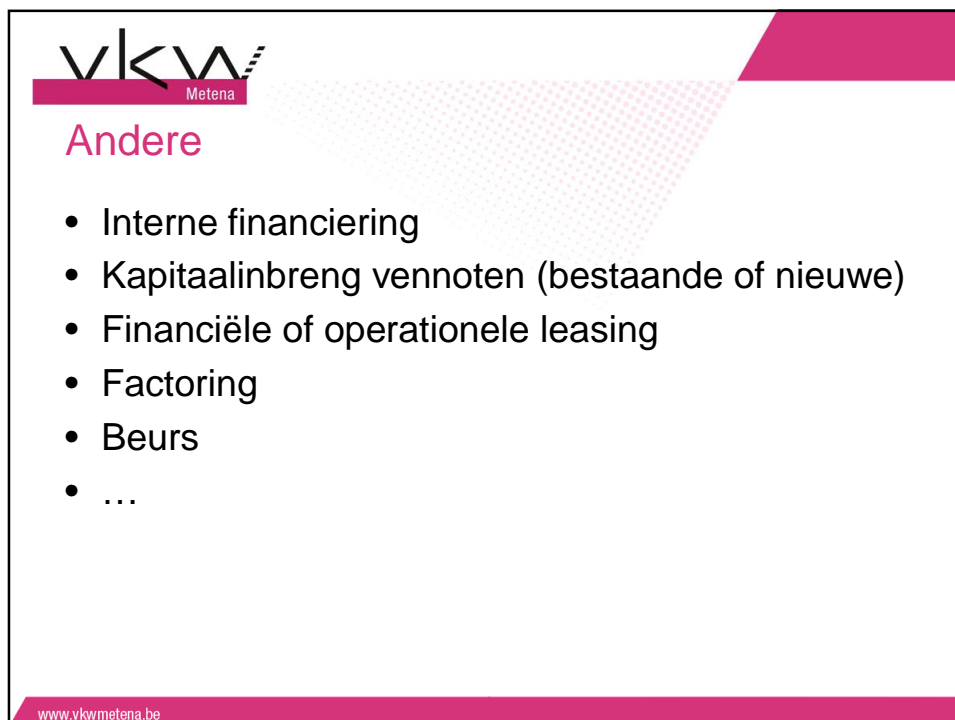 vkw
Metena
Andere
• Interne financiering
• Kapitaalinbreng vennoten (bestaande of nieuwe)
• Financiële of operationele leasing
• Factoring
• Beurs
• …
www.vkwmetena.be